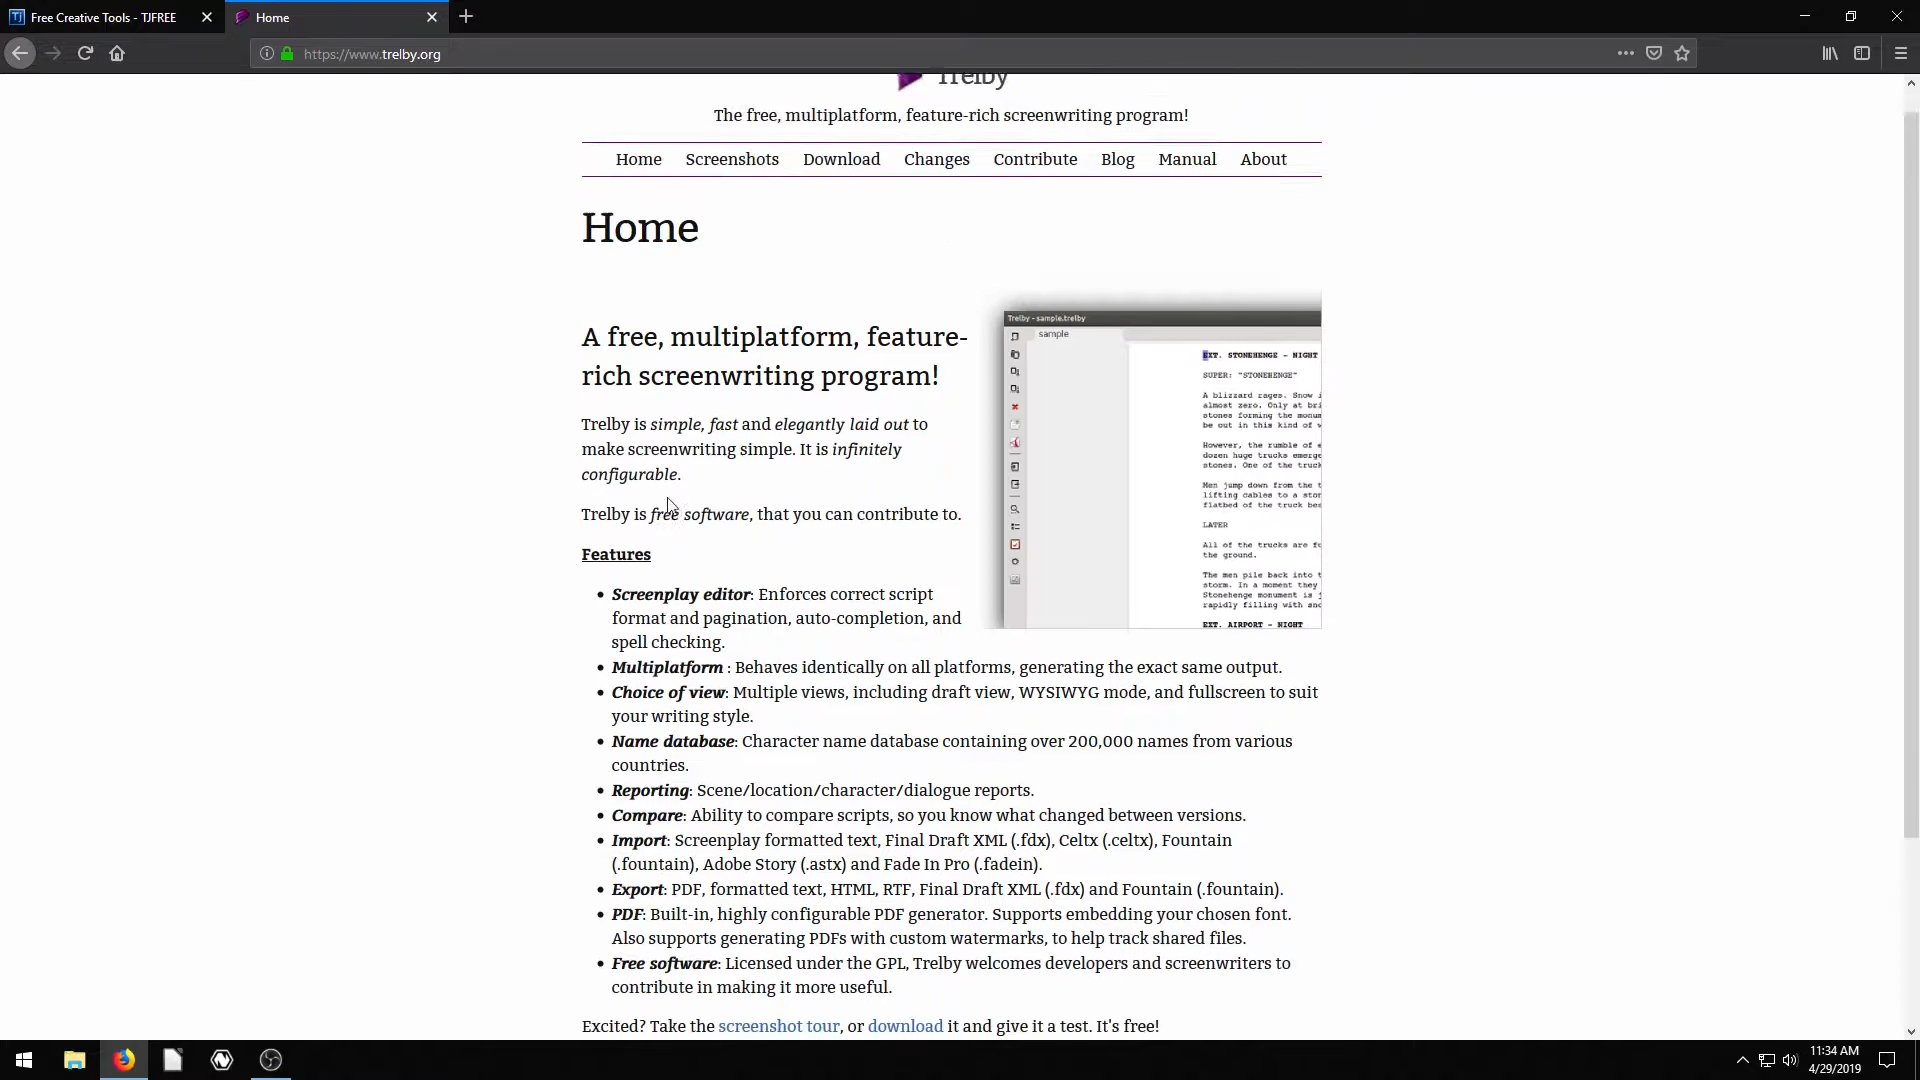 Free Creative Tools - TJFREE
Home
https://www.trelby.org
Trelby
The free, multiplatform, feature-rich screenwriting program!
Home Screenshots Download Changes Contribute Blog Manual About
Home
A free, multiplatform, feature-
rich screenwriting program!
Trelby is simple, fast and elegantly laid out to
make screenwriting simple. It is infinitely
configurable.
Trelby is free software, that you can contribute to.
Features
Screenplay editor: Enforces correct script
format and pagination, auto-completion, and
spell checking.
Multiplatform : Behaves identically on all platforms, generating the exact same output.
Choice of view: Multiple views, including draft view, WYSIWYG mode, and fullscreen to suit
your writing style.
Name database: Character name database containing over 200,000 names from various
countries.
Reporting: Scene/location/character/dialogue reports.
Compare: Ability to compare scripts, so you know what changed between versions.
Import: Screenplay formatted text, Final Draft XML (.fdx), Celtx (.celtx), Fountain
(.fountain), Adobe Story (.astx) and Fade In Pro (.fadein).
Export: PDF, formatted text, HTML, RTF, Final Draft XML (.fdx) and Fountain (.fountain).
PDF: Built-in, highly configurable PDF generator. Supports embedding your chosen font.
Also supports generating PDFs with custom watermarks, to help track shared files.
Free software: Licensed under the GPL, Trelby welcomes developers and screenwriters to
contribute in making it more useful.
Excited? Take the screenshot tour, or download it and give it a test. It's free!
Trelby - sample.trelby
sample
EXT. STONEHENGE - NIGHT
SUPER: "STONEHENGE"
A blizzard rages. Snow
almost zero. Only at
stones forming the
be out in this kind of
However, the rumble of
dozen huge trucks
stones. One of the
Men jump down from the
lifting cables to a
flatbed of the truck
LATER
All of the trucks are
the ground.
The men pile back into
storm. In a moment they
Stonehenge monument is
rapidly filling with
EXT. AIRPORT - NIGHT
11:34 AM
4/29/2019